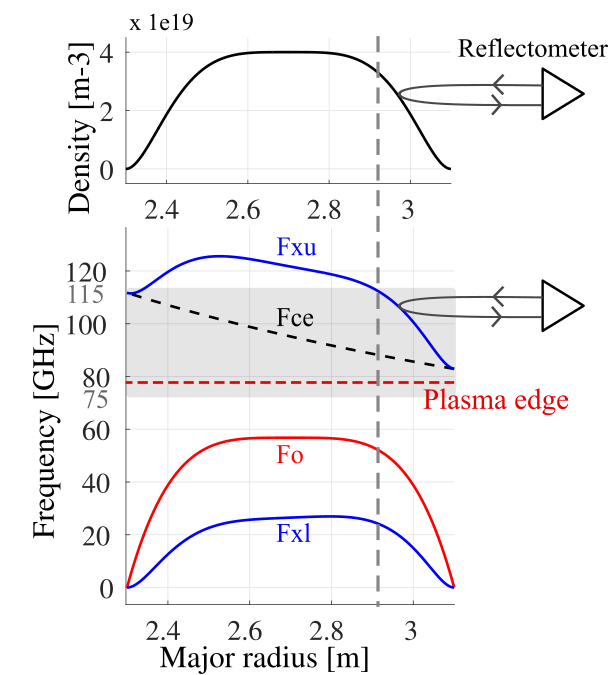 x 1e19
Reflectometer
Density [m-3]
4
2
0
2.4 2.6 2.8 3
Fxu
120
115
100
Fce
80
75
Plasma edge
60
Fo
40
20
Fxl
0
Frequency [GHz]
2.4 2.6 2.8 3
Major radius [m]